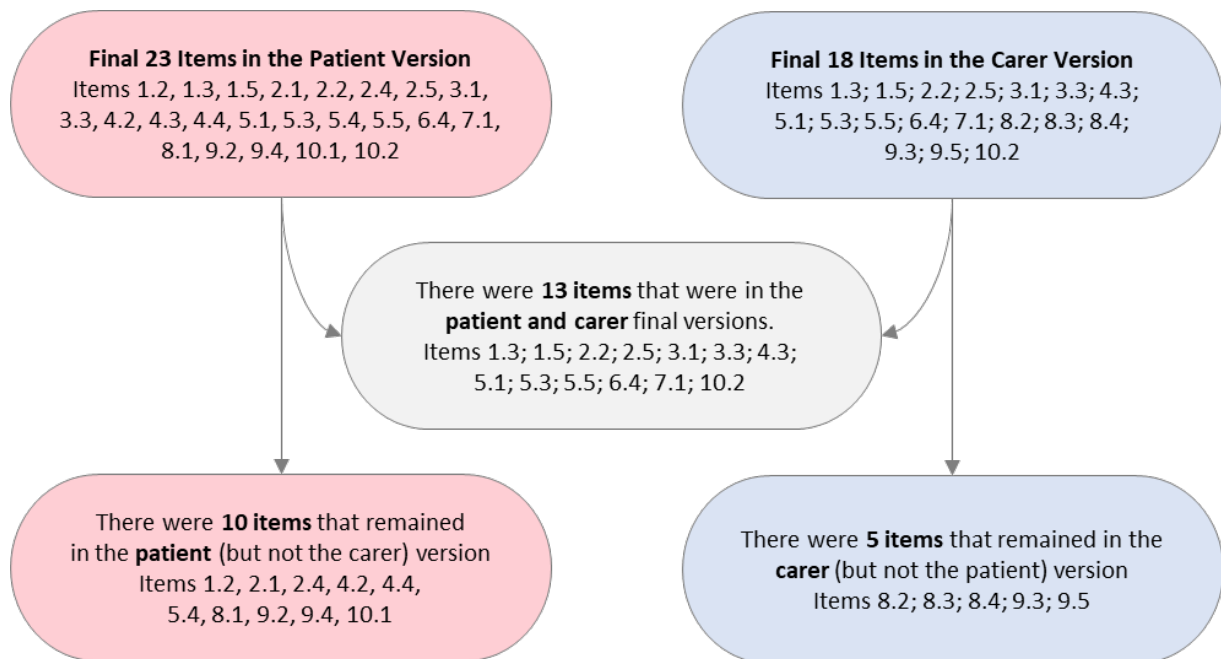 Final 23 Items in the Patient Version
Items 1.2, 1.3, 1.5, 2.1, 2.2, 2.4, 2.5, 3.1,
3.3, 4.2, 4.3, 4.4, 5.1, 5.3, 5.4, 5.5, 6.4, 7.1,
8.1, 9.2, 9.4, 10.1, 10.2
Final 18 Items in the Carer Version
Items 1.3; 1.5; 2.2; 2.5; 3.1; 3.3; 4.3;
5.1; 5.3; 5.5; 6.4; 7.1; 8.2; 8.3; 8.4;
9.3; 9.5; 10.2
There were 13 items that were in the
patient and carer final versions.
Items 1.3; 1.5; 2.2; 2.5; 3.1; 3.3; 4.3;
5.1; 5.3; 5.5; 6.4; 7.1; 10.2
There were 10 items that remained
in the patient (but not the carer) version
Items 1.2, 2.1, 2.4, 4.2, 4.4,
5.4, 8.1, 9.2, 9.4, 10.1
There were 5 items that remained in the
carer (but not the patient) version
Items 8.2; 8.3; 8.4; 9.3; 9.5